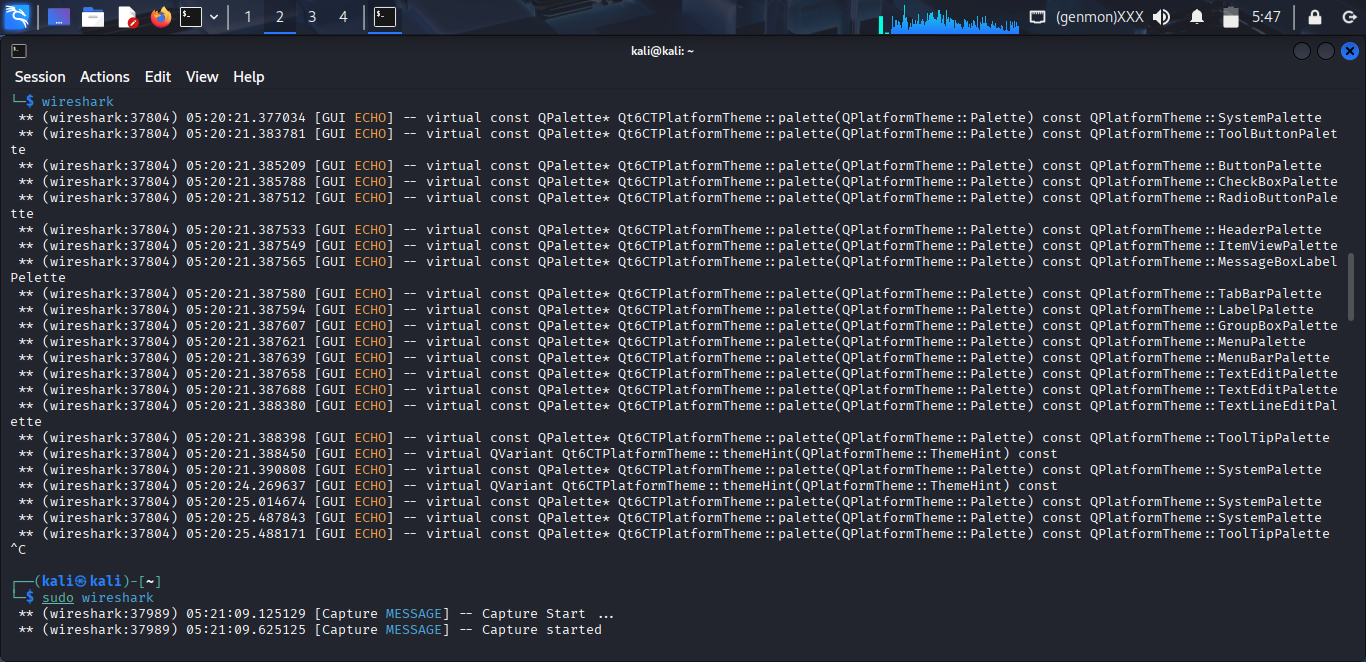 1 2 3 4 (genmon)XXX 5:47
kali@kali: ~
Session Actions Edit View Help
└─$ wireshark
** (wireshark:37804) 05:20:21.377034 [GUI ECHO] -- virtual const QPalette* Qt6CTPlatformTheme::palette(QPlatformTheme::Palette) const QPlatformTheme::SystemPalette
** (wireshark:37804) 05:20:21.383781 [GUI ECHO] -- virtual const QPalette* Qt6CTPlatformTheme::palette(QPlatformTheme::Palette) const QPlatformTheme::ToolButtonPalet
te
** (wireshark:37804) 05:20:21.385209 [GUI ECHO] -- virtual const QPalette* Qt6CTPlatformTheme::palette(QPlatformTheme::Palette) const QPlatformTheme::ButtonPalette
** (wireshark:37804) 05:20:21.385788 [GUI ECHO] -- virtual const QPalette* Qt6CTPlatformTheme::palette(QPlatformTheme::Palette) const QPlatformTheme::CheckBoxPalette
** (wireshark:37804) 05:20:21.387512 [GUI ECHO] -- virtual const QPalette* Qt6CTPlatformTheme::palette(QPlatformTheme::Palette) const QPlatformTheme::RadioButtonPale
tte
** (wireshark:37804) 05:20:21.387533 [GUI ECHO] -- virtual const QPalette* Qt6CTPlatformTheme::palette(QPlatformTheme::Palette) const QPlatformTheme::HeaderPalette
** (wireshark:37804) 05:20:21.387549 [GUI ECHO] -- virtual const QPalette* Qt6CTPlatformTheme::palette(QPlatformTheme::Palette) const QPlatformTheme::ItemViewPalette
** (wireshark:37804) 05:20:21.387565 [GUI ECHO] -- virtual const QPalette* Qt6CTPlatformTheme::palette(QPlatformTheme::Palette) const QPlatformTheme::MessageBoxLabel
Pelette
** (wireshark:37804) 05:20:21.387580 [GUI ECHO] -- virtual const QPalette* Qt6CTPlatformTheme::palette(QPlatformTheme::Palette) const QPlatformTheme::TabBarPalette
** (wireshark:37804) 05:20:21.387594 [GUI ECHO] -- virtual const QPalette* Qt6CTPlatformTheme::palette(QPlatformTheme::Palette) const QPlatformTheme::LabelPalette
** (wireshark:37804) 05:20:21.387607 [GUI ECHO] -- virtual const QPalette* Qt6CTPlatformTheme::palette(QPlatformTheme::Palette) const QPlatformTheme::GroupBoxPalette
** (wireshark:37804) 05:20:21.387621 [GUI ECHO] -- virtual const QPalette* Qt6CTPlatformTheme::palette(QPlatformTheme::Palette) const QPlatformTheme::MenuPalette
** (wireshark:37804) 05:20:21.387639 [GUI ECHO] -- virtual const QPalette* Qt6CTPlatformTheme::palette(QPlatformTheme::Palette) const QPlatformTheme::MenuBarPalette
** (wireshark:37804) 05:20:21.387658 [GUI ECHO] -- virtual const QPalette* Qt6CTPlatformTheme::palette(QPlatformTheme::Palette) const QPlatformTheme::TextEditPalette
** (wireshark:37804) 05:20:21.387688 [GUI ECHO] -- virtual const QPalette* Qt6CTPlatformTheme::palette(QPlatformTheme::Palette) const QPlatformTheme::TextEditPalette
** (wireshark:37804) 05:20:21.388380 [GUI ECHO] -- virtual const QPalette* Qt6CTPlatformTheme::palette(QPlatformTheme::Palette) const QPlatformTheme::TextLineEditPal
ette
** (wireshark:37804) 05:20:21.388398 [GUI ECHO] -- virtual const QPalette* Qt6CTPlatformTheme::palette(QPlatformTheme::Palette) const QPlatformTheme::ToolTipPalette
** (wireshark:37804) 05:20:21.388450 [GUI ECHO] -- virtual QVariant Qt6CTPlatformTheme::themeHint(QPlatformTheme::ThemeHint) const
** (wireshark:37804) 05:20:21.390808 [GUI ECHO] -- virtual const QPalette* Qt6CTPlatformTheme::palette(QPlatformTheme::Palette) const QPlatformTheme::SystemPalette
** (wireshark:37804) 05:20:24.269637 [GUI ECHO] -- virtual QVariant Qt6CTPlatformTheme::themeHint(QPlatformTheme::ThemeHint) const
** (wireshark:37804) 05:20:25.014674 [GUI ECHO] -- virtual const QPalette* Qt6CTPlatformTheme::palette(QPlatformTheme::Palette) const QPlatformTheme::SystemPalette
** (wireshark:37804) 05:20:25.487843 [GUI ECHO] -- virtual const QPalette* Qt6CTPlatformTheme::palette(QPlatformTheme::Palette) const QPlatformTheme::SystemPalette
** (wireshark:37804) 05:20:25.488171 [GUI ECHO] -- virtual const QPalette* Qt6CTPlatformTheme::palette(QPlatformTheme::Palette) const QPlatformTheme::ToolTipPalette
^C
┌──(kali㉿kali)-[~]
└─$ sudo wireshark
** (wireshark:37989) 05:21:09.125129 [Capture MESSAGE] -- Capture Start ...
** (wireshark:37989) 05:21:09.625125 [Capture MESSAGE] -- Capture started